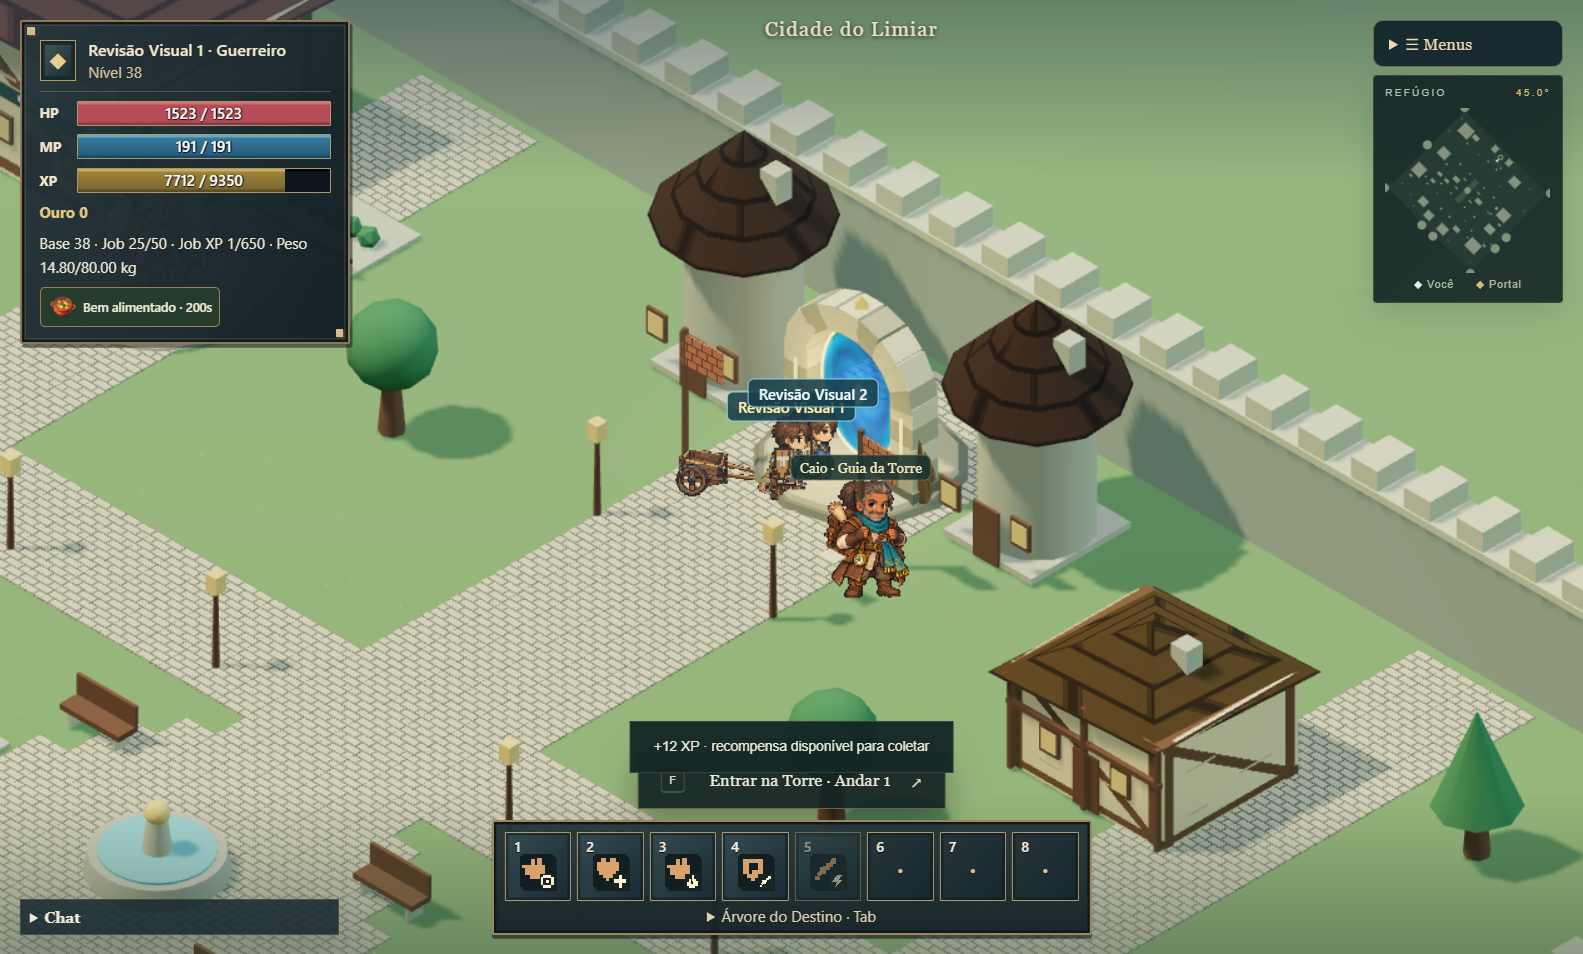 Cidade do Limiar
Revisão Visual 1 · Guerreiro
Nível 38
HP 1523 / 1523
MP 191 / 191
XP 7712 / 9350
Ouro 0
Base 38 · Job 25/50 · Job XP 1/650 · Peso
14.80/80.00 kg
Bem alimentado · 200s
▶ ☰ Menus
REFÚGIO 45.0°
Você Portal
Revisão Visual 2
Revisão Visual 1
Caio · Guia da Torre
+12 XP · recompensa disponível para coletar
F Entrar na Torre · Andar 1 ↗
1 2 3 4 5 6 7 8
▶ Árvore do Destino · Tab
▶ Chat